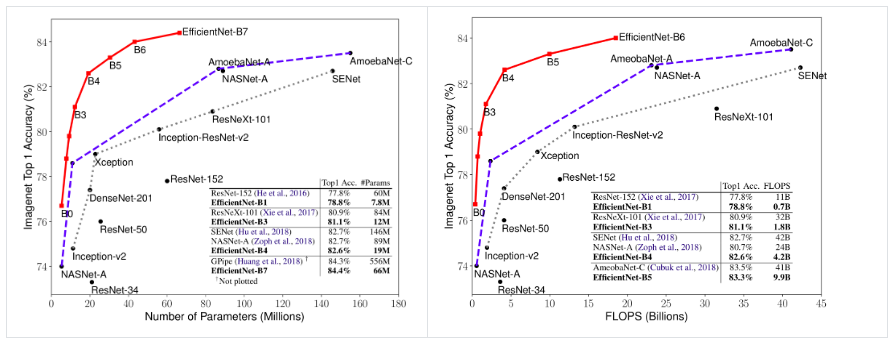 84
82
80
78
76
74
Imagenet Top 1 Accuracy (%)
EfficientNet-B7
B6
B5
B4
B3
B0
AmoebaNet-A
AmoebaNet-C
NASNet-A
SENet
ResNeXt-101
Inception-ResNet-v2
Xception
ResNet-152
DenseNet-201
ResNet-50
Inception-v2
NASNet-A
ResNet-34
Top1 Acc. #Params
ResNet-152 (He et al., 2016) 77.8% 60M
EfficientNet-B1 78.8% 7.8M
ResNeXt-101 (Xie et al., 2017) 80.9% 84M
EfficientNet-B3 81.1% 12M
SENet (Hu et al., 2018) 82.7% 146M
NASNet-A (Zoph et al., 2018) 82.7% 89M
EfficientNet-B4 82.6% 19M
GPipe (Huang et al., 2018) † 84.3% 556M
EfficientNet-B7 84.4% 66M
†Not plotted
0 20 40 60 80 100 120 140 160 180
Number of Parameters (Millions)
84
82
80
78
76
74
Imagenet Top 1 Accuracy (%)
EfficientNet-B6
B5
B4
B3
B0
AmoebaNet-C
AmoebaNet-A
NASNet-A
SENet
ResNeXt-101
Inception-ResNet-v2
Xception
ResNet-152
DenseNet-201
ResNet-50
Inception-v2
NASNet-A
ResNet-34
Top1 Acc. FLOPS
ResNet-152 (Xie et al., 2017) 77.8% 11B
EfficientNet-B1 78.8% 0.7B
ResNeXt-101 (Xie et al., 2017) 80.9% 32B
EfficientNet-B3 81.1% 1.8B
SENet (Hu et al., 2018) 82.7% 42B
NASNet-A (Zoph et al., 2018) 80.7% 24B
EfficientNet-B4 82.6% 4.2B
AmoebaNet-C (Cubuk et al., 2018) 83.5% 41B
EfficientNet-B5 83.3% 9.9B
0 5 10 15 20 25 30 35 40 45
FLOPS (Billions)